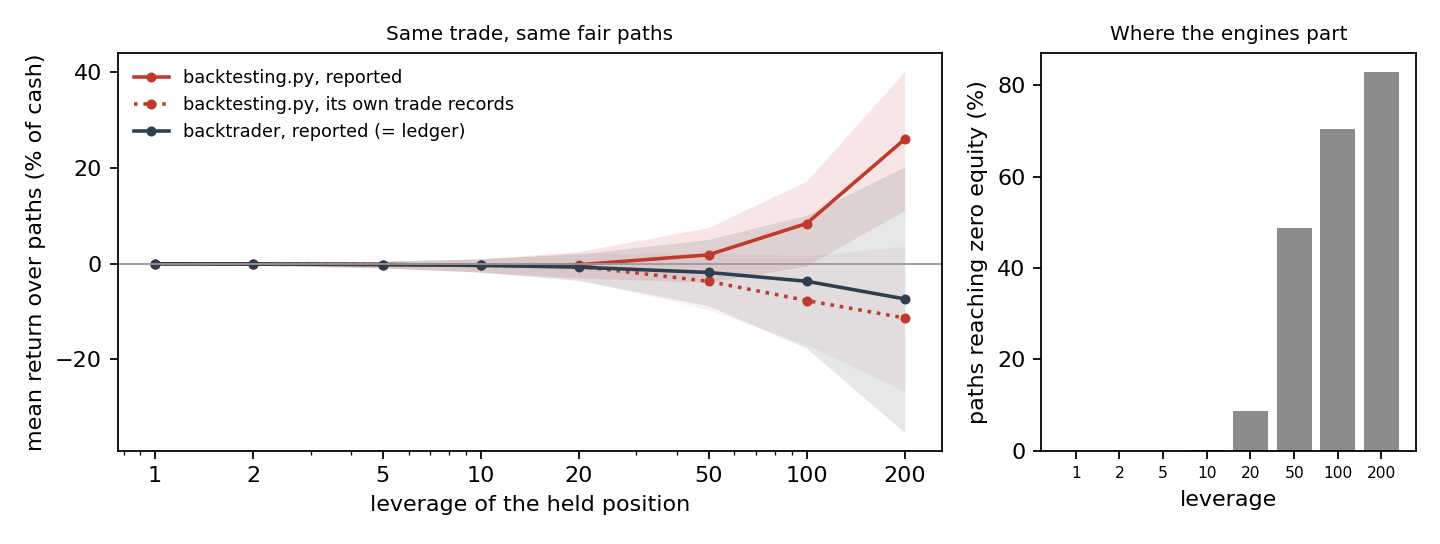 Same trade, same fair paths
mean return over paths (% of cash)
40
20
0
−20
backtesting.py, reported
backtesting.py, its own trade records
backtrader, reported (= ledger)
1 2 5 10 20 50 100 200
leverage of the held position
Where the engines part
paths reaching zero equity (%)
80
60
40
20
0
1 2 5 10 20 50 100 200
leverage